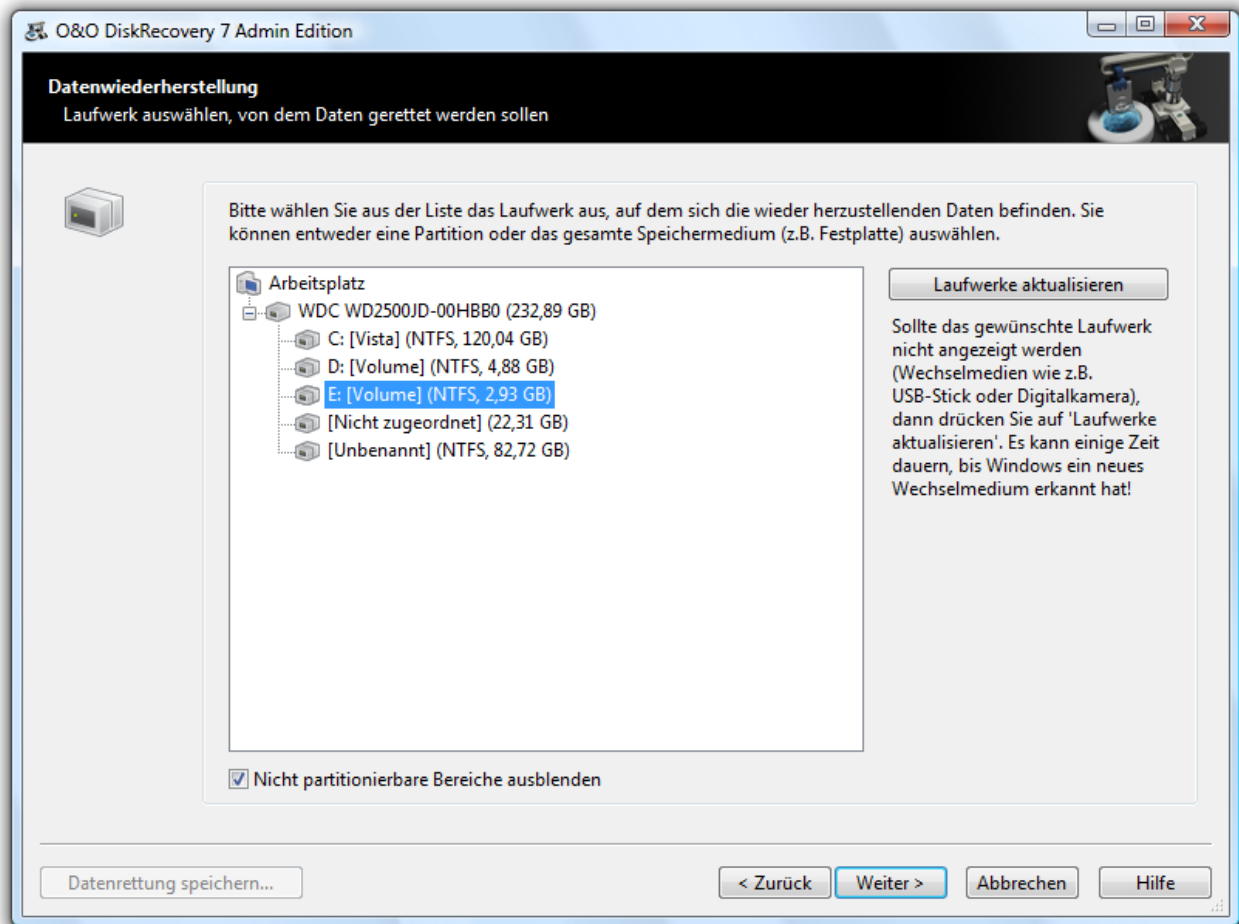 O&O DiskRecovery 7 Admin Edition
Datenwiederherstellung
Laufwerk auswählen, von dem Daten gerettet werden sollen
Bitte wählen Sie aus der Liste das Laufwerk aus, auf dem sich die wieder herzustellenden Daten befinden. Sie
können entweder eine Partition oder das gesamte Speichermedium (z.B. Festplatte) auswählen.
Arbeitsplatz
WDC WD2500JD-00HBB0 (232,89 GB)
C: [Vista] (NTFS, 120,04 GB)
D: [Volume] (NTFS, 4,88 GB)
E: [Volume] (NTFS, 2,93 GB)
[Nicht zugeordnet] (22,31 GB)
[Unbenannt] (NTFS, 82,72 GB)
Laufwerke aktualisieren
Sollte das gewünschte Laufwerk
nicht angezeigt werden
(Wechselmedien wie z.B.
USB-Stick oder Digitalkamera),
dann drücken Sie auf 'Laufwerke
aktualisieren'. Es kann einige Zeit
dauern, bis Windows ein neues
Wechselmedium erkannt hat!
Nicht partitionierbare Bereiche ausblenden
Datenrettung speichern...
< Zurück
Weiter >
Abbrechen
Hilfe